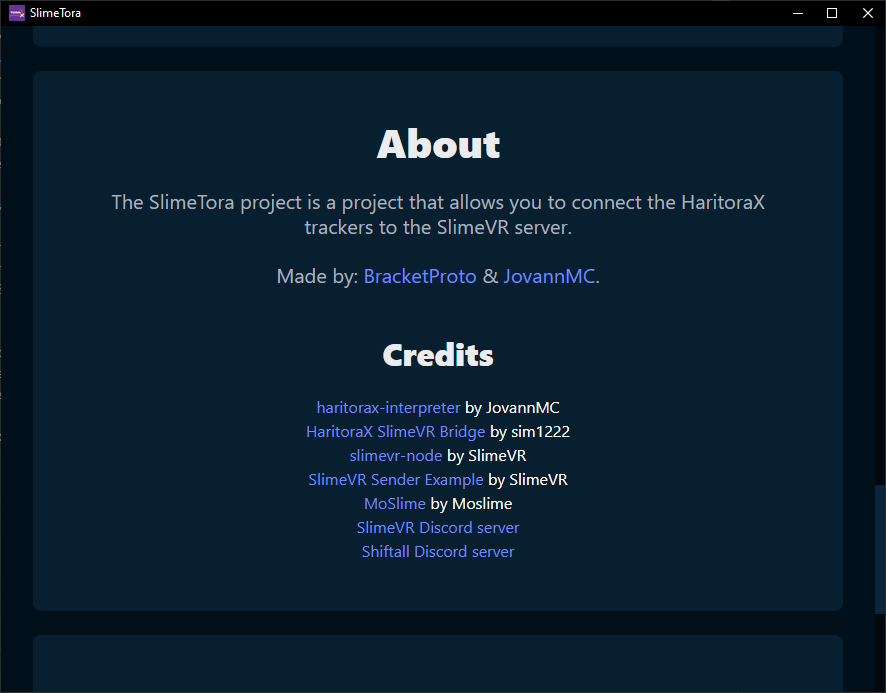 SlimeTora
About
The SlimeTora project is a project that allows you to connect the HaritoraX
trackers to the SlimeVR server.
Made by: BracketProto & JovannMC.
Credits
haritorax-interpreter by JovannMC
HaritoraX SlimeVR Bridge by sim1222
slimevr-node by SlimeVR
SlimeVR Sender Example by SlimeVR
MoSlime by Moslime
SlimeVR Discord server
Shiftall Discord server